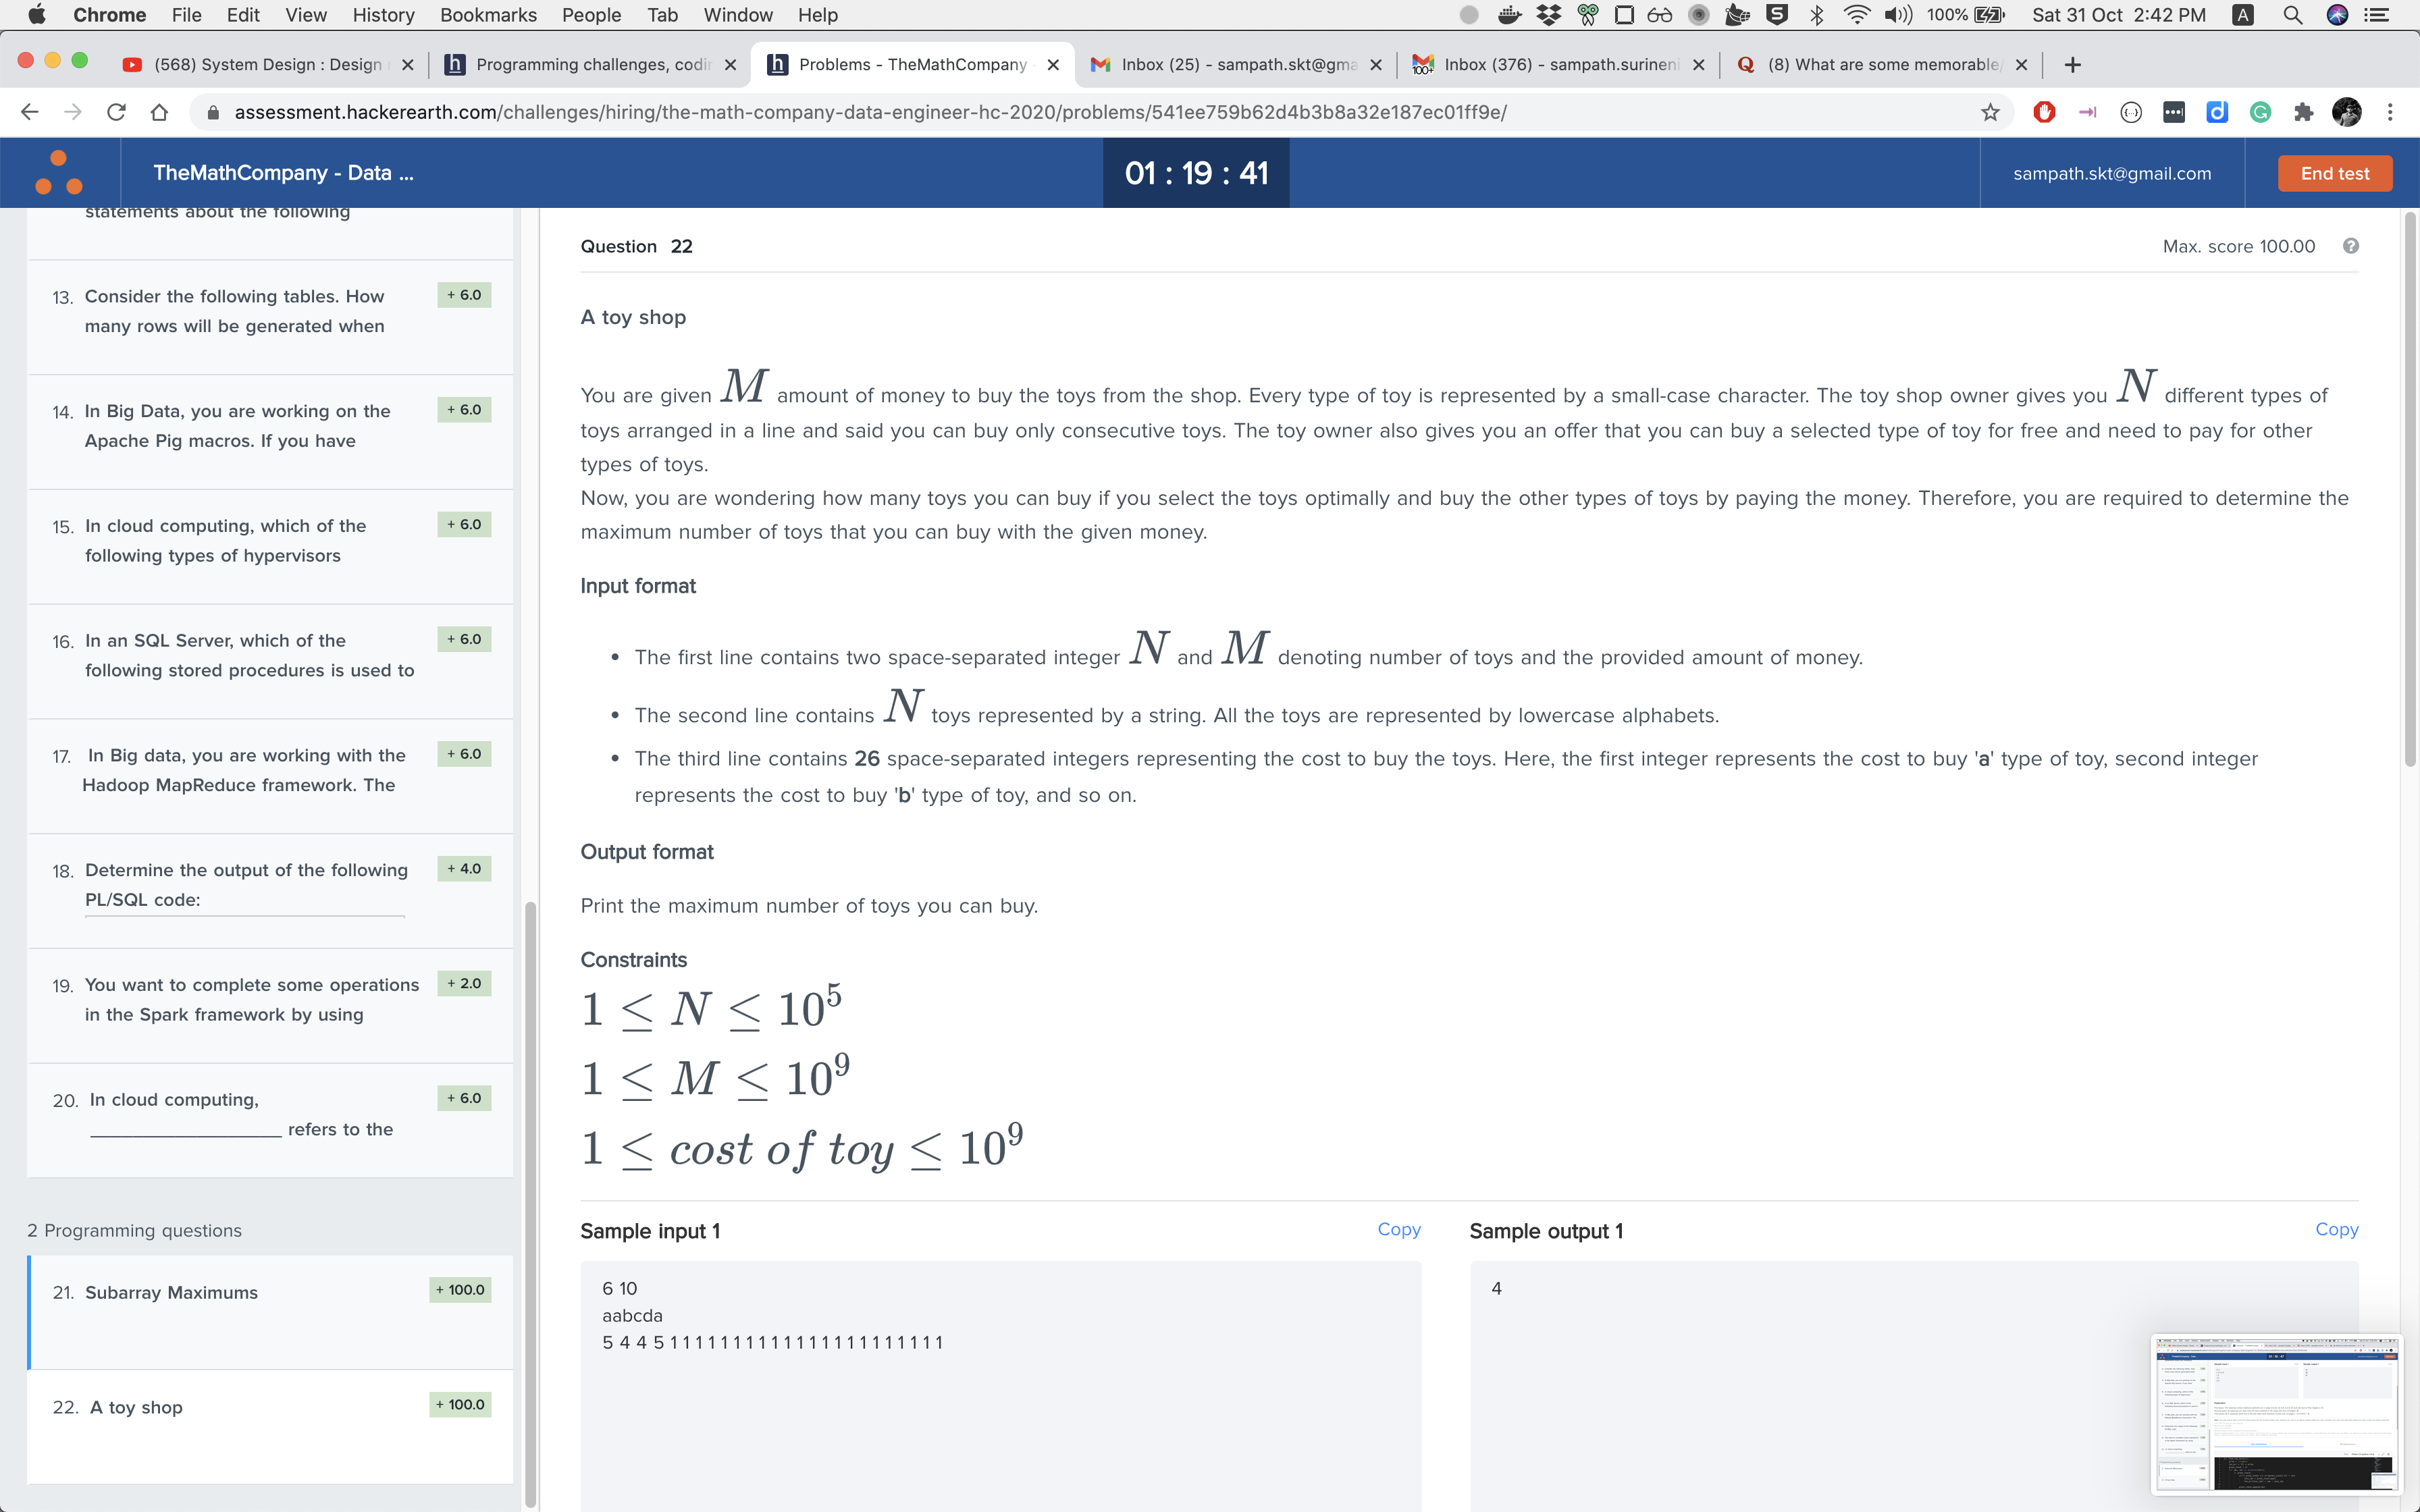 Chrome File Edit View History Bookmarks People Tab Window Help 100% Sat 31 Oct 2:42 PM A
(568) System Design : Design
Programming challenges, codin
Problems - TheMathCompany
Inbox (25) - sampath.skt@gma
Inbox (376) - sampath.surineni
(8) What are some memorable
assessment.hackerearth.com/challenges/hiring/the-math-company-data-engineer-hc-2020/problems/541ee759b62d4b3b8a32e187ec01ff9e/
TheMathCompany - Data ...
01 : 19 : 41
sampath.skt@gmail.com
End test
statements about the following
13. Consider the following tables. How + 6.0
many rows will be generated when
14. In Big Data, you are working on the + 6.0
Apache Pig macros. If you have
15. In cloud computing, which of the + 6.0
following types of hypervisors
16. In an SQL Server, which of the + 6.0
following stored procedures is used to
17. In Big data, you are working with the + 6.0
Hadoop MapReduce framework. The
18. Determine the output of the following + 4.0
PL/SQL code:
19. You want to complete some operations + 2.0
in the Spark framework by using
20. In cloud computing, + 6.0
____________________ refers to the
2 Programming questions
21. Subarray Maximums + 100.0
22. A toy shop + 100.0
Question 22
Max. score 100.00
A toy shop
You are given M amount of money to buy the toys from the shop. Every type of toy is represented by a small-case character. The toy shop owner gives you N different types of
toys arranged in a line and said you can buy only consecutive toys. The toy owner also gives you an offer that you can buy a selected type of toy for free and need to pay for other
types of toys.
Now, you are wondering how many toys you can buy if you select the toys optimally and buy the other types of toys by paying the money. Therefore, you are required to determine the
maximum number of toys that you can buy with the given money.
Input format
• The first line contains two space-separated integer N and M denoting number of toys and the provided amount of money.
• The second line contains N toys represented by a string. All the toys are represented by lowercase alphabets.
• The third line contains 26 space-separated integers representing the cost to buy the toys. Here, the first integer represents the cost to buy 'a' type of toy, second integer
represents the cost to buy 'b' type of toy, and so on.
Output format
Print the maximum number of toys you can buy.
Constraints
1 ≤ N ≤ 10⁵
1 ≤ M ≤ 10⁹
1 ≤ cost of toy ≤ 10⁹
Sample input 1 Copy
6 10
aabcda
5 4 4 5 1 1 1 1 1 1 1 1 1 1 1 1 1 1 1 1 1 1 1 1 1 1
Sample output 1 Copy
4